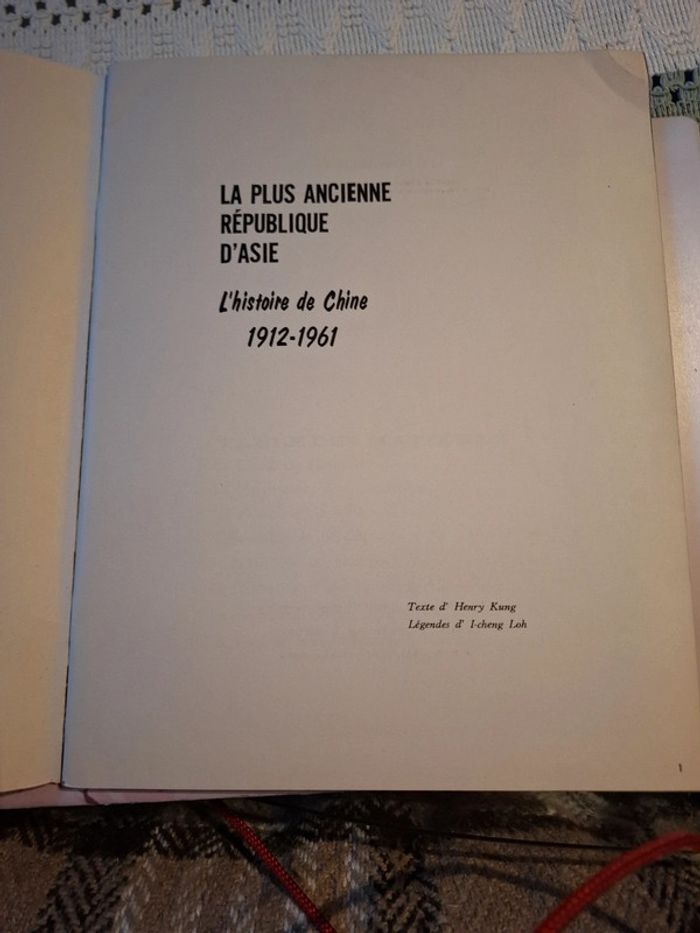 LA PLUS ANCIENNE
RÉPUBLIQUE
D'ASIE
L'histoire de Chine
1912-1961
Texte d' Henry Kung
Légendes d' I-cheng Loh
1